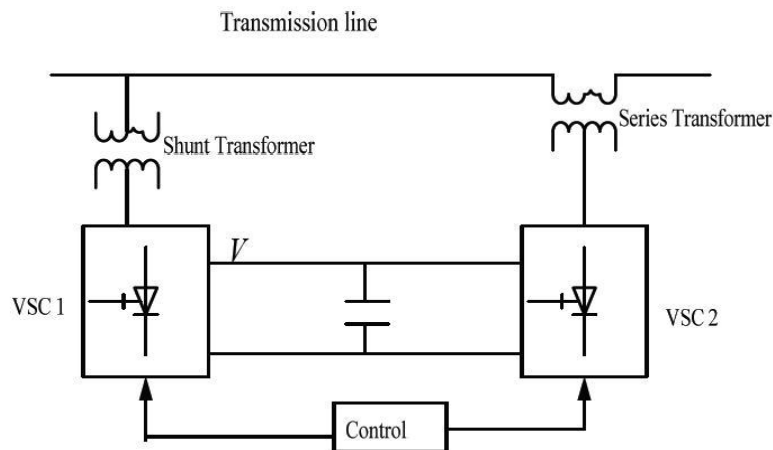 Transmission line
Series Transformer
Shunt Transformer
V
VSC 1
VSC 2
Control